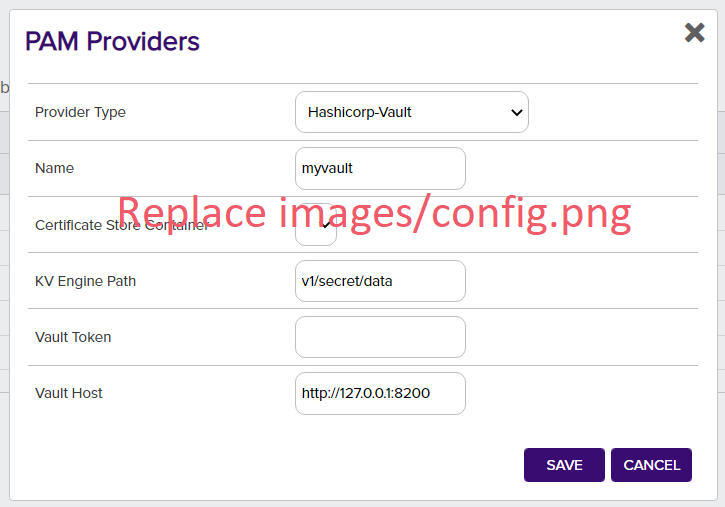 PAM Providers
b
Provider Type Hashicorp-Vault
Name myvault
Replace images/config.png
Certificate Store Container
KV Engine Path v1/secret/data
Vault Token
Vault Host http://127.0.0.1:8200
SAVE CANCEL